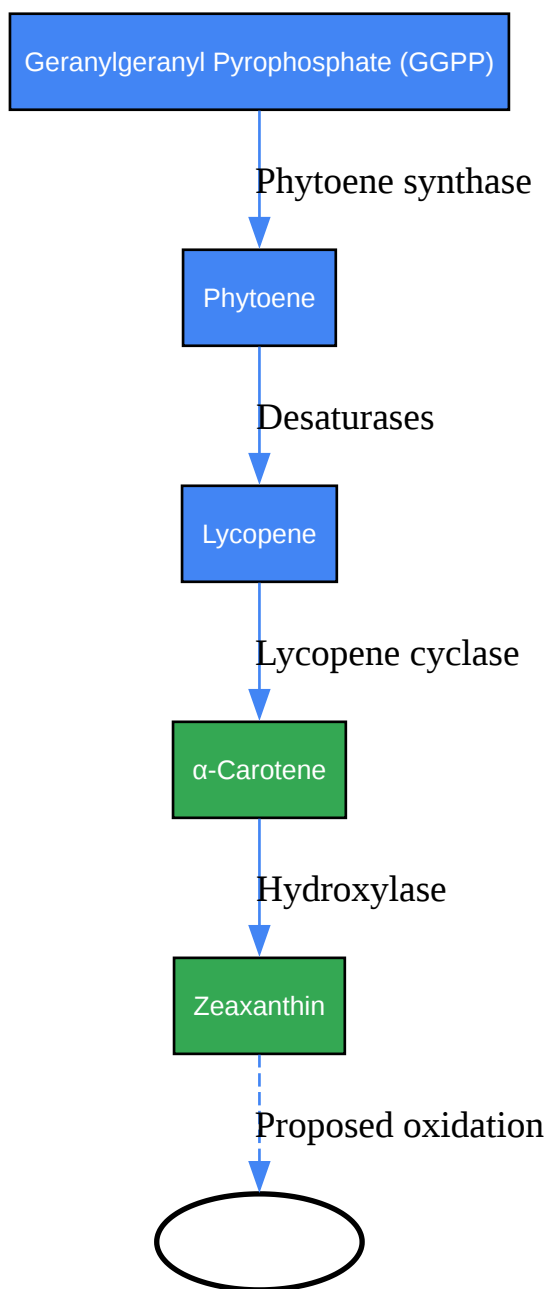 Geranylgeranyl Pyrophosphate (GGPP)
Phytoene synthase
Phytoene
Desaturases
Lycopene
Lycopene cyclase
α-Carotene
Hydroxylase
Zeaxanthin
Proposed oxidation